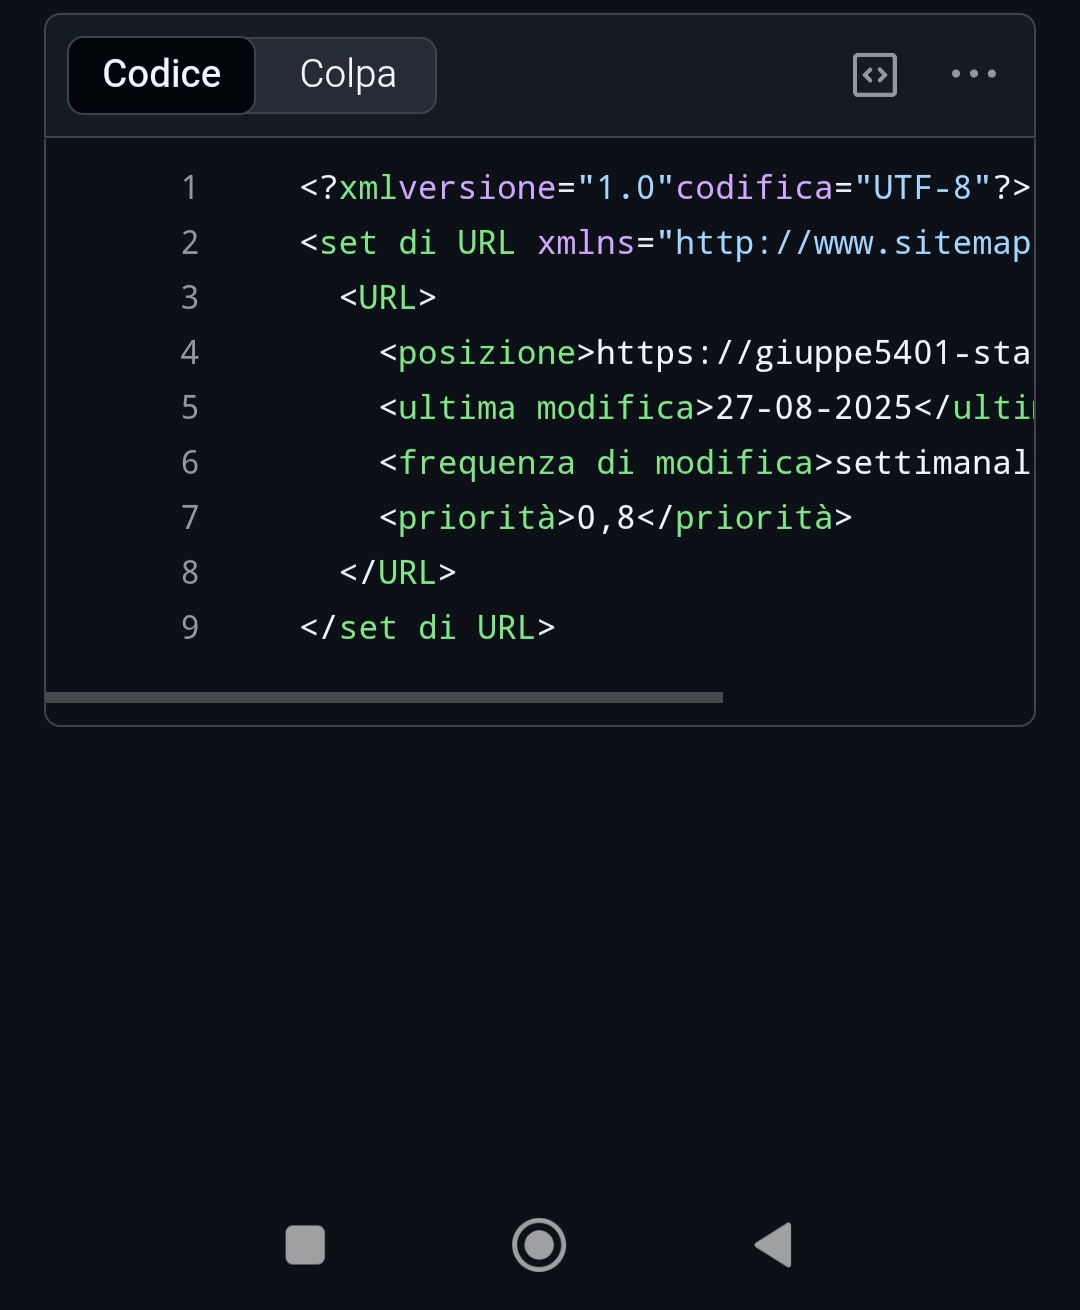 Codice Colpa
1 <?xmlversione="1.0"codifica="UTF-8"?>
2 <set di URL xmlns="http://www.sitemap
3 <URL>
4 <posizione>https://giuppe5401-sta
5 <ultima modifica>27-08-2025</ultim
6 <frequenza di modifica>settimanal
7 <priorità>0,8</priorità>
8 </URL>
9 </set di URL>